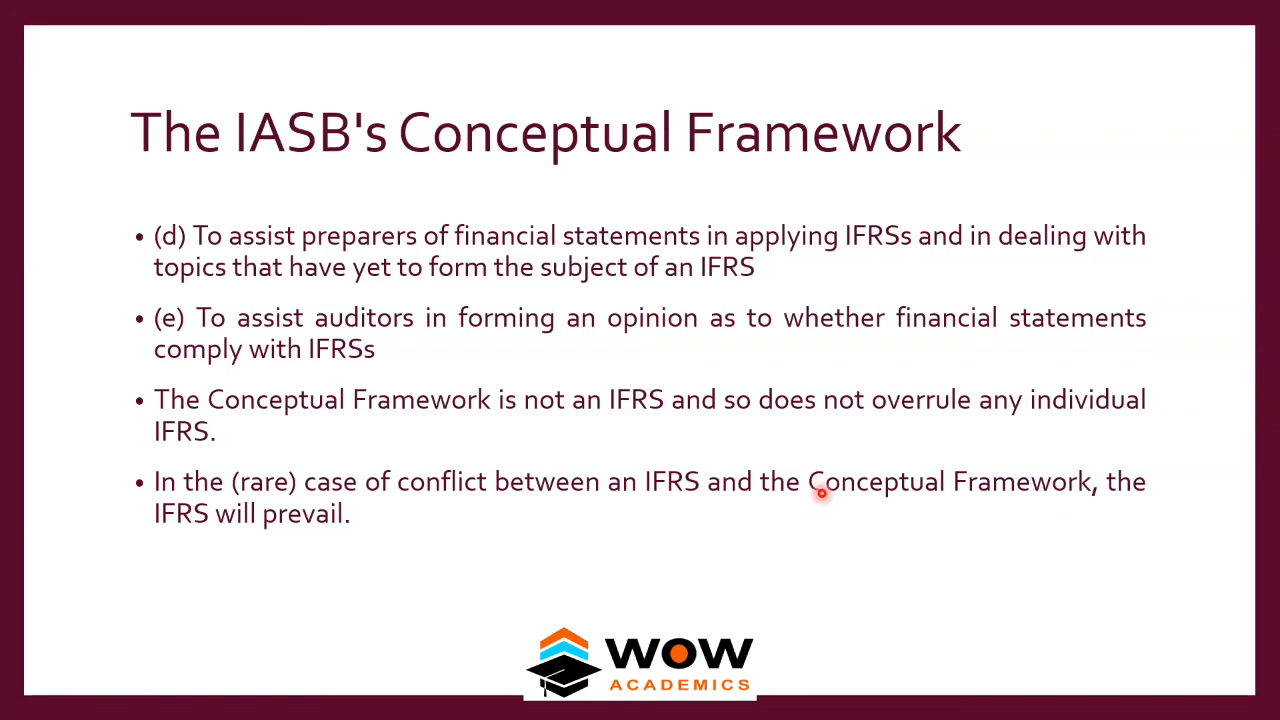 The IASB's Conceptual Framework
• (d) To assist preparers of financial statements in applying IFRSs and in dealing with
topics that have yet to form the subject of an IFRS
• (e) To assist auditors in forming an opinion as to whether financial statements
comply with IFRSs
• The Conceptual Framework is not an IFRS and so does not overrule any individual
IFRS.
• In the (rare) case of conflict between an IFRS and the Conceptual Framework, the
IFRS will prevail.
WOW
ACADEMICS